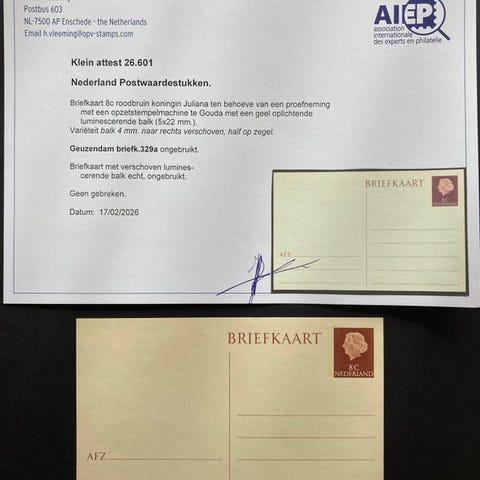 Postbus 603
NL-7500 AP Enschede - the Netherlands
Email h.vleeming@opv-stamps.com
AIEP
association
internationale
des experts en philatelie
Klein attest 26.601
Nederland Postwaardestukken.
Briefkaart 8c roodbruin koningin Juliana ten behoeve van een proefneming
met een opzetstempelmachine te Gouda met een geel oplichtende
luminescerende balk (5x22 mm.).
Variëteit balk 4 mm. naar rechts verschoven, half op zegel.
Geuzendam briefk.329a ongebruikt.
Briefkaart met verschoven lumines-
cerende balk echt, ongebruikt.
Geen gebreken.
Datum: 17/02/2026
BRIEFKAART
8 C
NEDERLAND
AFZ.
BRIEFKAART
8 C
NEDERLAND
AFZ.